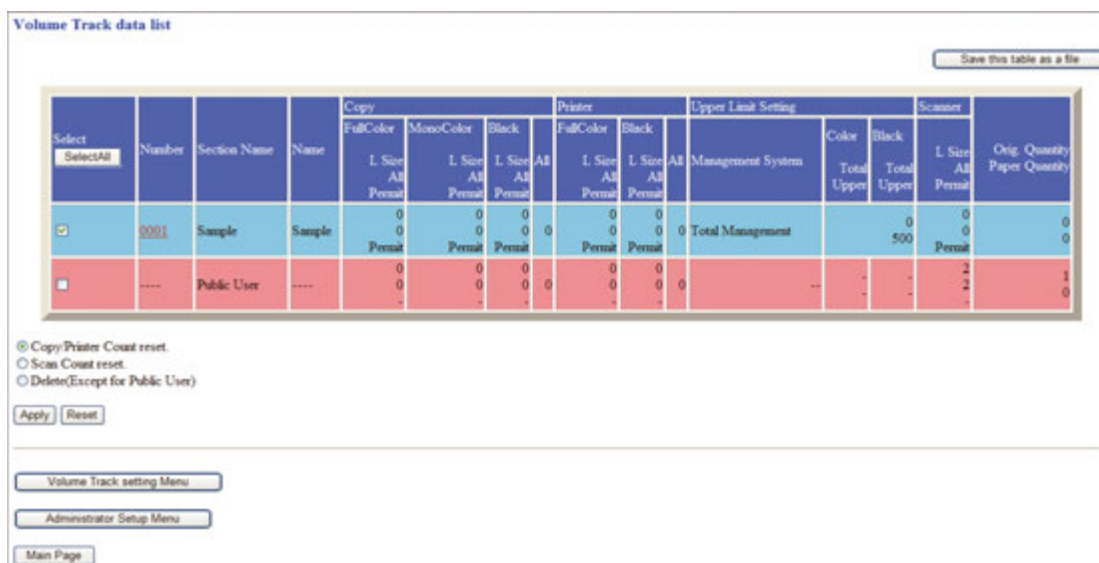 Volume Track data list
Save this table as a file
Copy Printer Upper Limit Setting Scanner
Select FullColor MonoColor Black FullColor Black Color Black
SelectAll Number Section Name Name L Size L Size L Size All L Size L Size All Management System Total Total L Size Orig. Quantity
All All All All All Upper Upper All Paper Quantity
Permit Permit Permit Permit Permit Permit
0 0 0 0 0 0 0 0
0001 Sample Sample 0 0 0 0 0 0 0 Total Management 500 0 0
Permit Permit Permit Permit Permit Permit
0 0 0 0 0 - - 2 1
---- Public User ---- 0 0 0 0 0 0 0 -- - - 2 0
- - - - - -
Copy/Printer Count reset.
Scan Count reset.
Delete(Except for Public User)
Apply Reset
Volume Track setting Menu
Administrator Setup Menu
Main Page